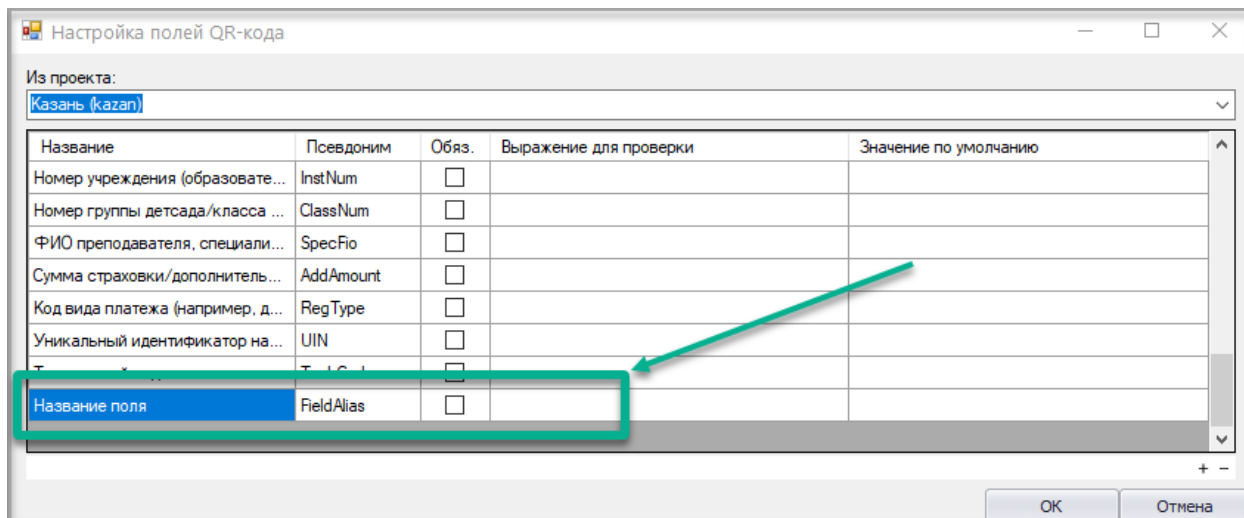 Настройка полей QR-кода
Из проекта:
Казань (kazan)
Название Псевдоним Обяз. Выражение для проверки Значение по умолчанию
Номер учреждения (образовате... InstNum
Номер группы детсада/класса ... ClassNum
ФИО преподавателя, специали... SpecFio
Сумма страховки/дополнитель... AddAmount
Код вида платежа (например, д... RegType
Уникальный идентификатор на... UIN
Название поля FieldAlias
+ −
OK Отмена